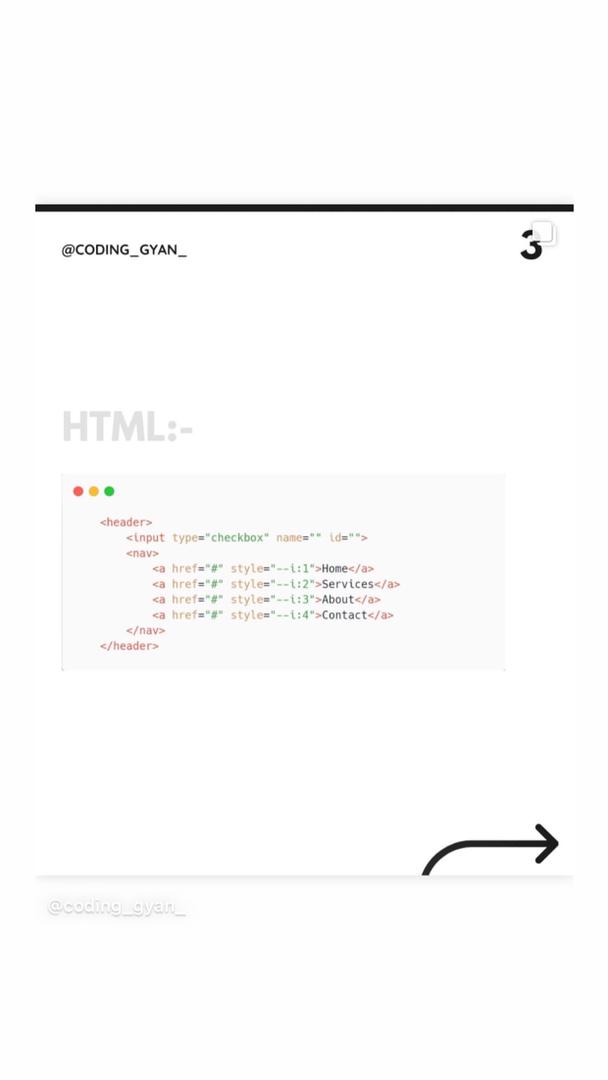 @CODING_GYAN_
3
HTML:-
<header>
<input type="checkbox" name="" id="">
<nav>
<a href="#" style="--i:1">Home</a>
<a href="#" style="--i:2">Services</a>
<a href="#" style="--i:3">About</a>
<a href="#" style="--i:4">Contact</a>
</nav>
</header>
@coding_gyan_